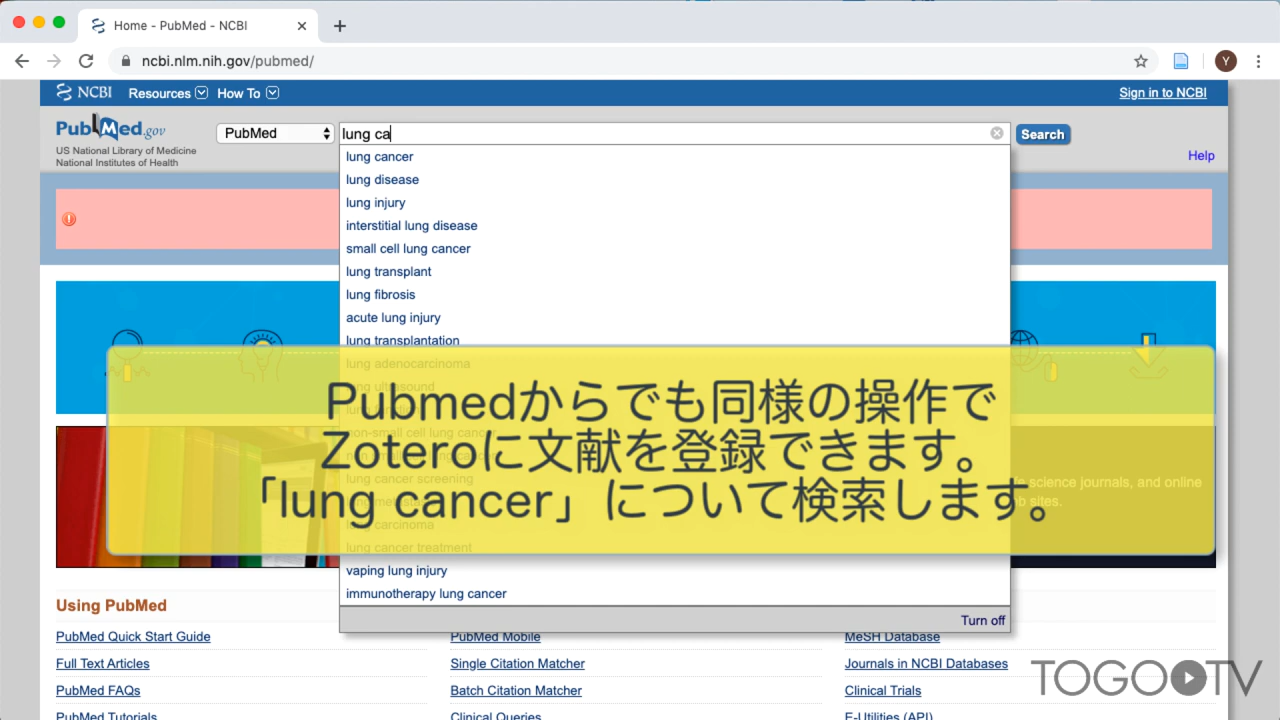 Home - PubMed - NCBI
ncbi.nlm.nih.gov/pubmed/
Y
NCBI Resources How To Sign in to NCBI
PubMed.gov
US National Library of Medicine
National Institutes of Health
PubMed
lung ca
Search
Help
lung cancer
lung disease
lung injury
interstitial lung disease
small cell lung cancer
lung transplant
lung fibrosis
acute lung injury
lung transplantation
lung adenocarcinoma
lung ultrasound
non-small cell lung cancer
lung cancer screening
lung carcinoma
lung cancer treatment
vaping lung injury
immunotherapy lung cancer
Turn off
Pubmedからでも同様の操作で
Zoteroに文献を登録できます。
「lung cancer」について検索します。
science journals, and online
sites.
Using PubMed
PubMed Quick Start Guide
Full Text Articles
PubMed FAQs
PubMed Tutorials
PubMed Mobile
Single Citation Matcher
Batch Citation Matcher
Clinical Queries
MeSH Database
Journals in NCBI Databases
Clinical Trials
E-Utilities (API)
TOGOTV